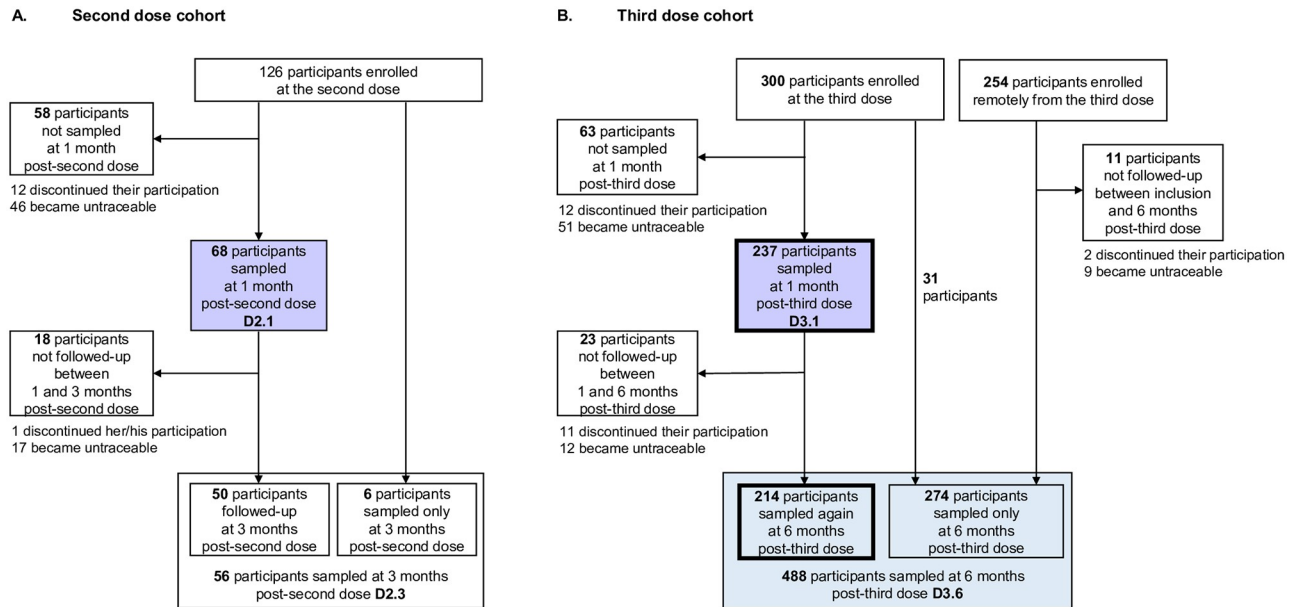 A. Second dose cohort
126 participants enrolled
at the second dose
58 participants
not sampled
at 1 month
post-second dose
12 discontinued their participation
46 became untraceable
68 participants
sampled
at 1 month
post-second dose
D2.1
18 participants
not followed-up
between
1 and 3 months
post-second dose
1 discontinued her/his participation
17 became untraceable
50 participants
followed-up
at 3 months
post-second dose
6 participants
sampled only
at 3 months
post-second dose
56 participants sampled at 3 months
post-second dose D2.3
B. Third dose cohort
300 participants enrolled
at the third dose
254 participants enrolled
remotely from the third dose
63 participants
not sampled
at 1 month
post-third dose
12 discontinued their participation
51 became untraceable
11 participants
not followed-up
between inclusion
and 6 months
post-third dose
2 discontinued their participation
9 became untraceable
237 participants
sampled
at 1 month
post-third dose
D3.1
31
participants
23 participants
not followed-up
between
1 and 6 months
post-third dose
11 discontinued their participation
12 became untraceable
214 participants
sampled again
at 6 months
post-third dose
274 participants
sampled only
at 6 months
post-third dose
488 participants sampled at 6 months
post-third dose D3.6